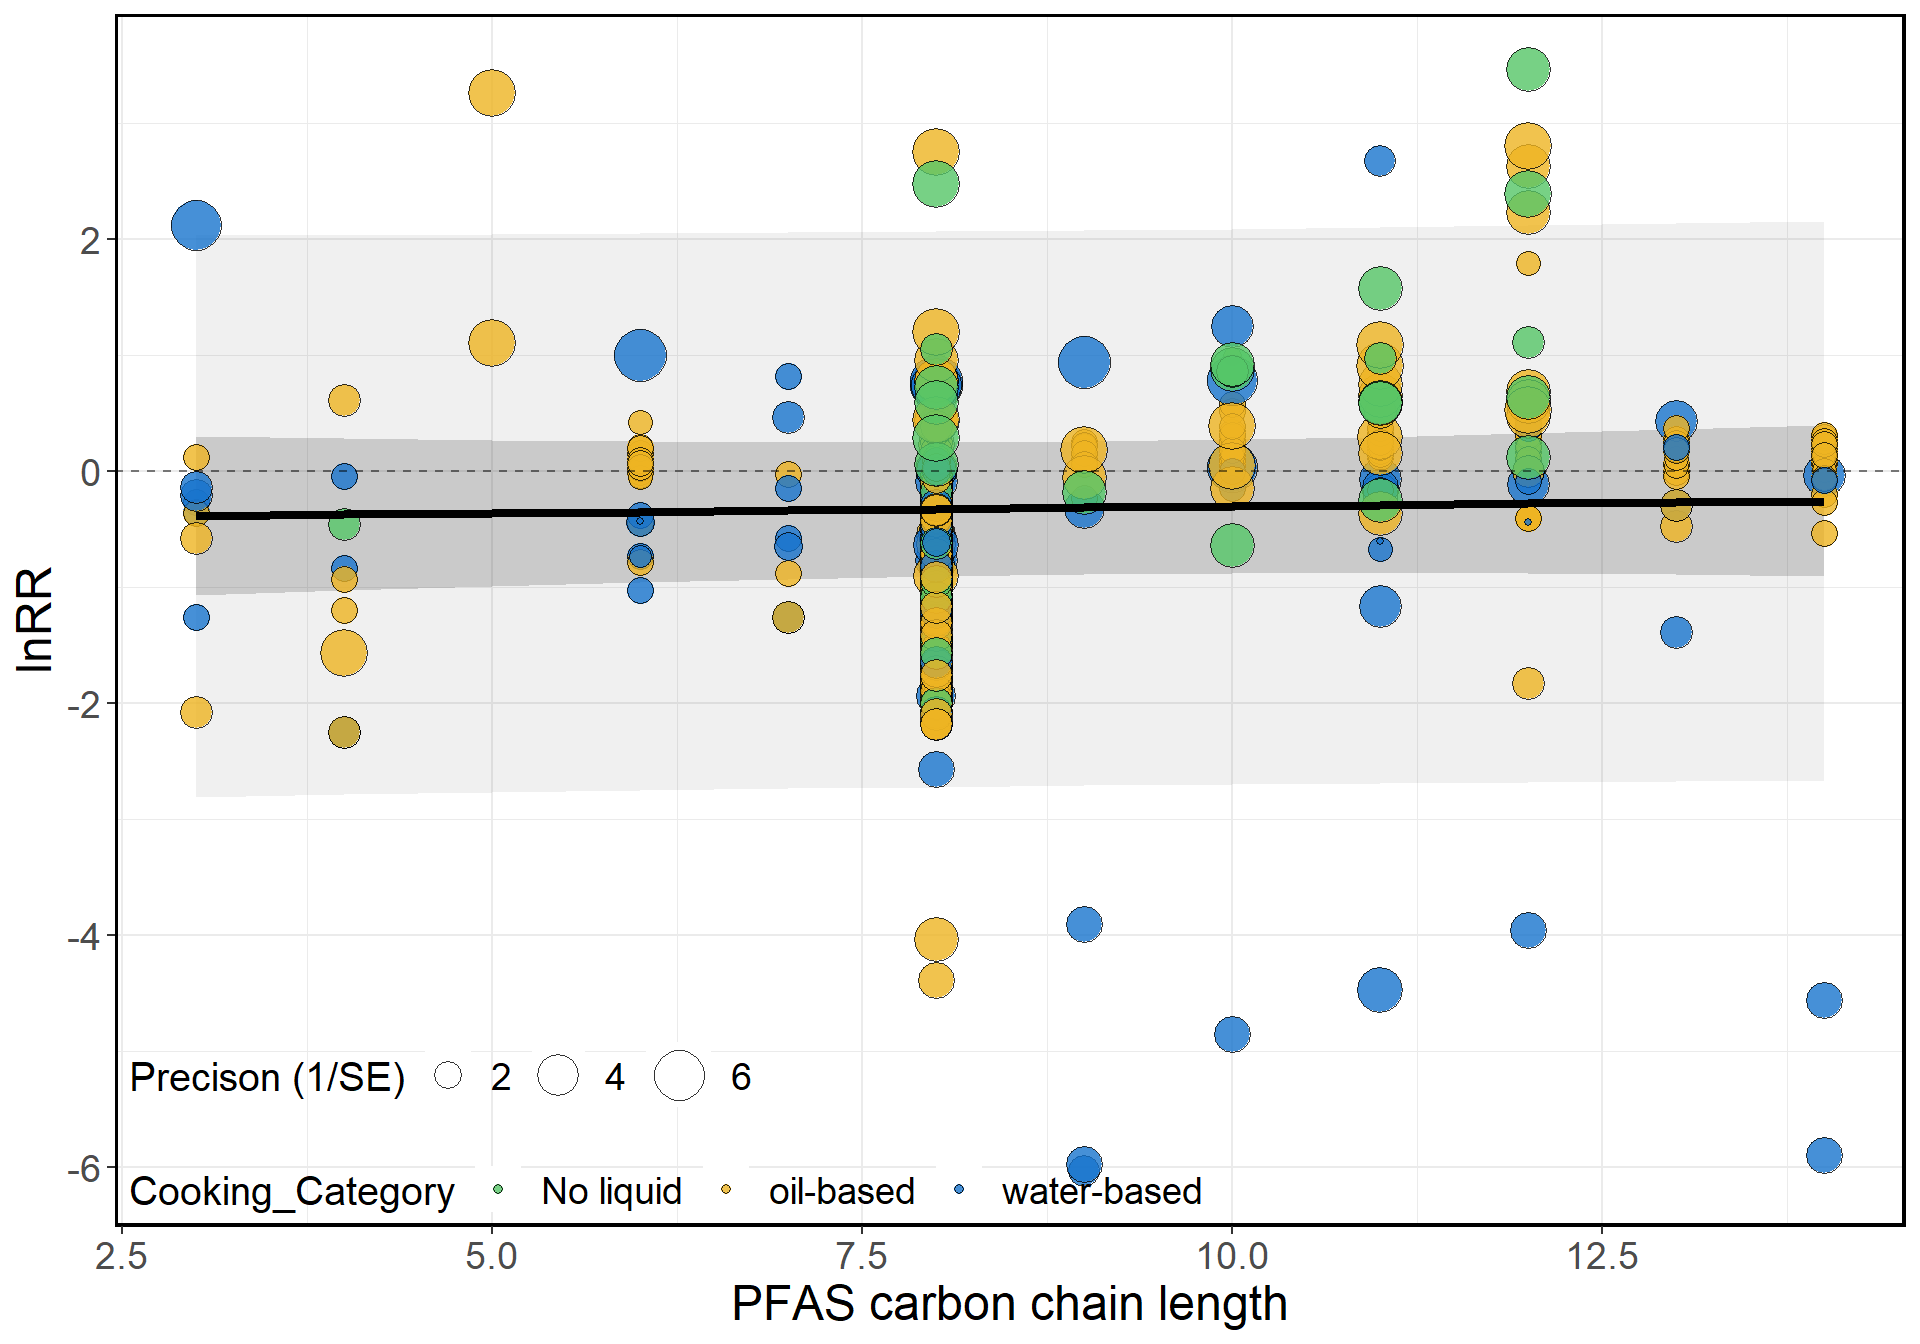 lnRR
2
0
-2
-4
-6
Precison (1/SE) 2 4 6
Cooking_Category No liquid oil-based water-based
2.5 5.0 7.5 10.0 12.5
PFAS carbon chain length